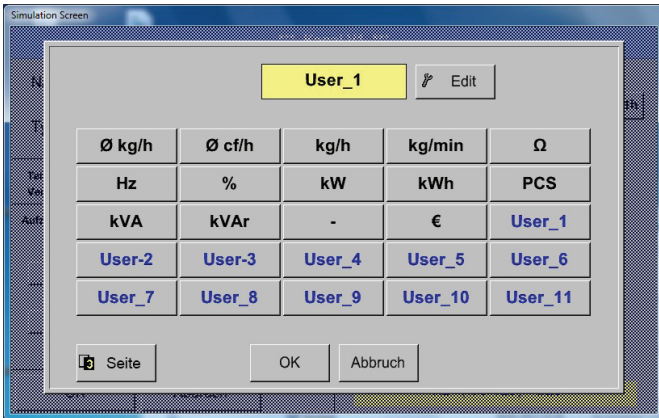 Simulation Screen
User_1 Edit
Ø kg/h Ø cf/h kg/h kg/min Ω
Hz % kW kWh PCS
kVA kVAr - € User_1
User-2 User-3 User_4 User_5 User_6
User_7 User_8 User_9 User_10 User_11
Seite OK Abbruch